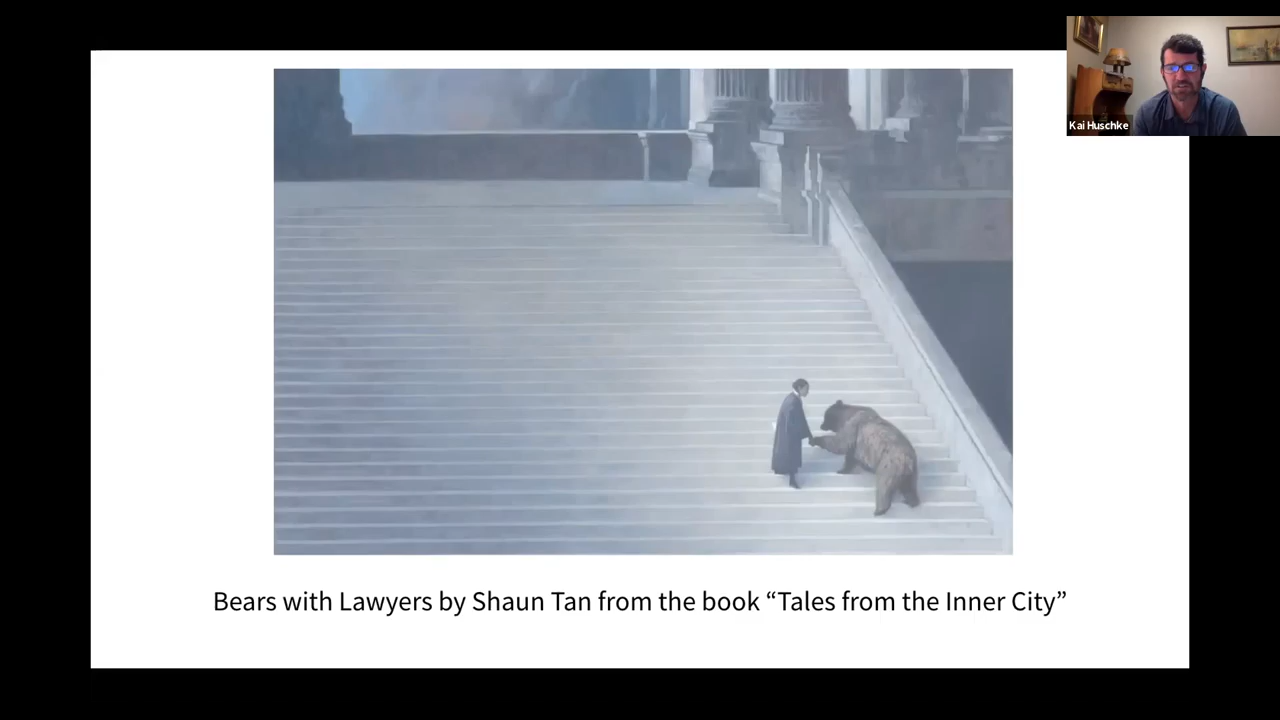 Kai Huschke
Bears with Lawyers by Shaun Tan from the book “Tales from the Inner City”